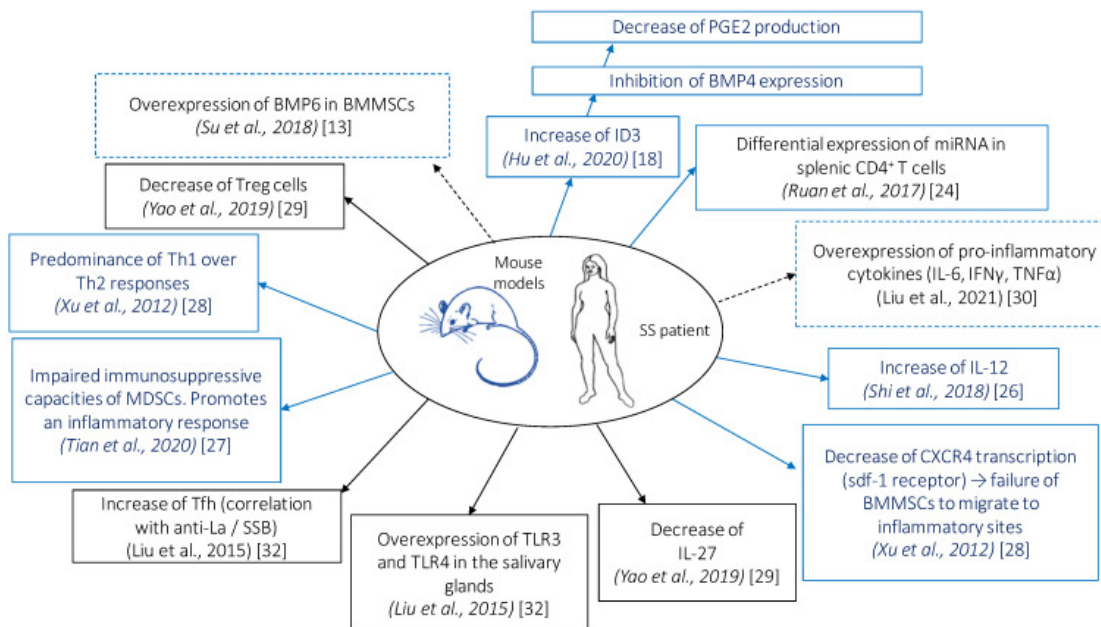 Decrease of PGE2 production
Inhibition of BMP4 expression
Overexpression of BMP6 in BMMSCs
(Su et al., 2018) [13]
Increase of ID3
(Hu et al., 2020) [18]
Differential expression of miRNA in
splenic CD4⁺ T cells
(Ruan et al., 2017) [24]
Decrease of Treg cells
(Yao et al., 2019) [29]
Predominance of Th1 over
Th2 responses
(Xu et al., 2012) [28]
Mouse
models
SS patient
Overexpression of pro-inflammatory
cytokines (IL-6, IFNγ, TNFα)
(Liu et al., 2021) [30]
Impaired immunosuppressive
capacities of MDSCs. Promotes
an inflammatory response
(Tian et al., 2020) [27]
Increase of IL-12
(Shi et al., 2018) [26]
Decrease of CXCR4 transcription
(sdf-1 receptor) → failure of
BMMSCs to migrate to
inflammatory sites
(Xu et al., 2012) [28]
Increase of Tfh (correlation
with anti-La / SSB)
(Liu et al., 2015) [32]
Overexpression of TLR3
and TLR4 in the salivary
glands
(Liu et al., 2015) [32]
Decrease of
IL-27
(Yao et al., 2019) [29]